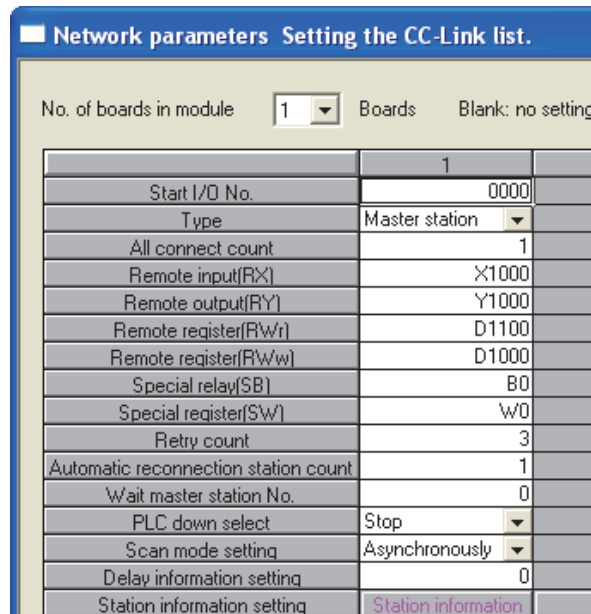 Network parameters Setting the CC-Link list.
No. of boards in module 1 Boards Blank: no setting
1
Start I/O No. 0000
Type Master station
All connect count 1
Remote input(RX) X1000
Remote output(RY) Y1000
Remote register(RWr) D1100
Remote register(RWw) D1000
Special relay(SB) B0
Special register(SW) W0
Retry count 3
Automatic reconnection station count 1
Wait master station No. 0
PLC down select Stop
Scan mode setting Asynchronously
Delay information setting 0
Station information setting Station information